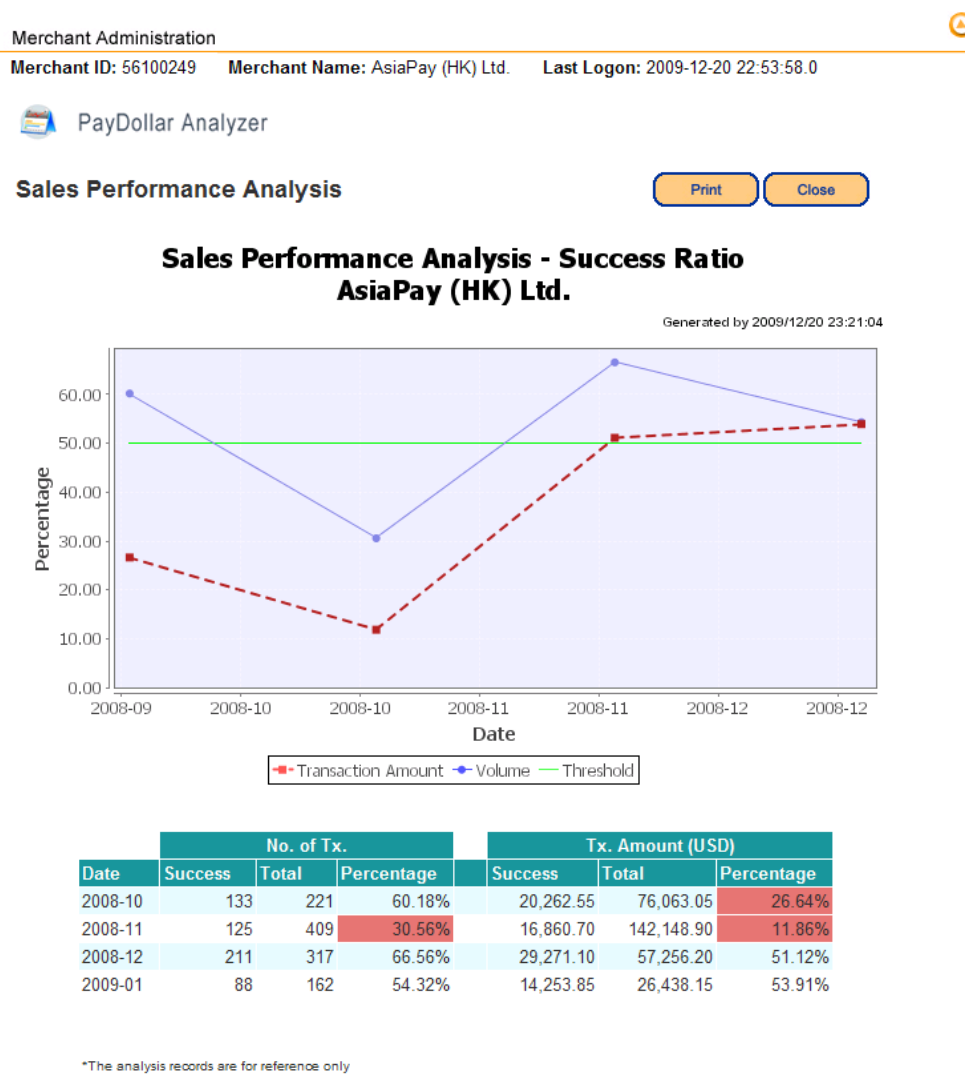 Merchant Administration
Merchant ID: 56100249 Merchant Name: AsiaPay (HK) Ltd. Last Logon: 2009-12-20 22:53:58.0
PayDollar Analyzer
Sales Performance Analysis Print Close
Sales Performance Analysis - Success Ratio
AsiaPay (HK) Ltd.
Generated by 2009/12/20 23:21:04
60.00
50.00
40.00
30.00
20.00
10.00
0.00
Percentage
2008-09 2008-10 2008-10 2008-11 2008-11 2008-12 2008-12
Date
Transaction Amount Volume Threshold
No. of Tx. Tx. Amount (USD)
Date Success Total Percentage Success Total Percentage
2008-10 133 221 60.18% 20,262.55 76,063.05 26.64%
2008-11 125 409 30.56% 16,860.70 142,148.90 11.86%
2008-12 211 317 66.56% 29,271.10 57,256.20 51.12%
2009-01 88 162 54.32% 14,253.85 26,438.15 53.91%
*The analysis records are for reference only